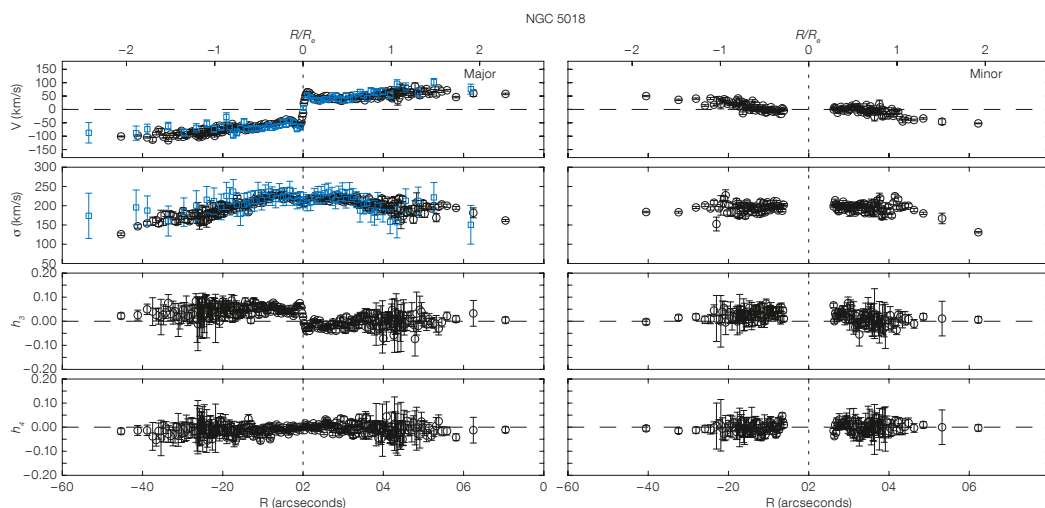 NGC 5018
R/Re R/Re
−2 −1 0 1 2 −2 −1 0 1 2
Major Minor
V (km/s) 150 100 50 0 −50 −100 −150
σ (km/s) 300 250 200 150 100 50
h3 0.20 0.10 0.00 −0.10 −0.20
h4 0.20 0.10 0.00 −0.10 −0.20
−60 −40 −20 02 04 06 0 −60 −40 −20 02 04 06 0
R (arcseconds) R (arcseconds)